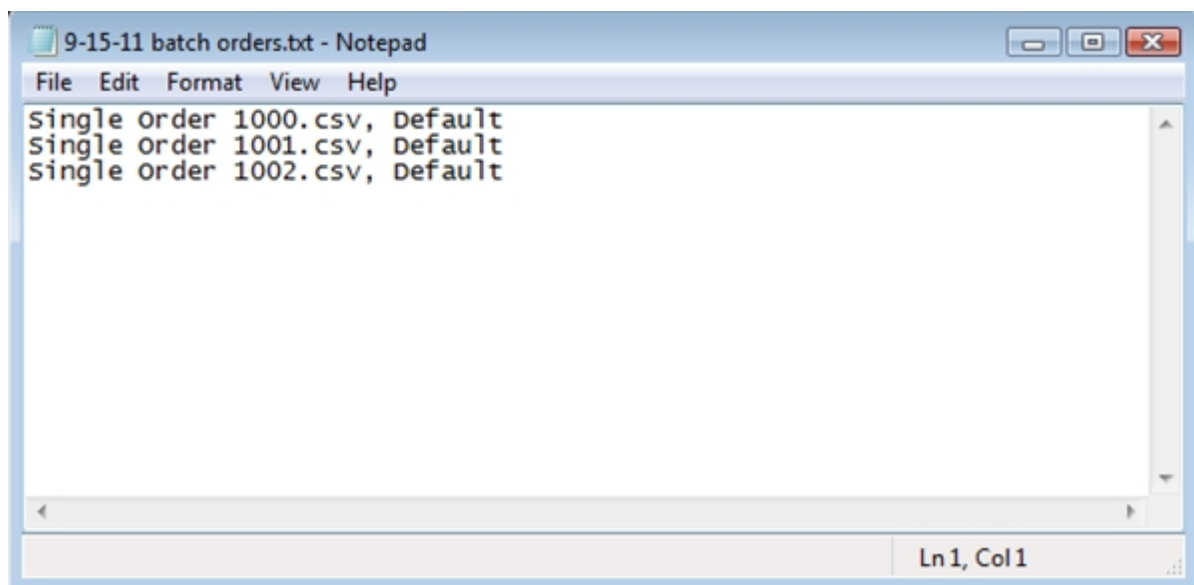 9-15-11 batch orders.txt - Notepad
File Edit Format View Help
Single Order 1000.csv, Default
Single Order 1001.csv, Default
Single Order 1002.csv, Default
Ln 1, Col 1